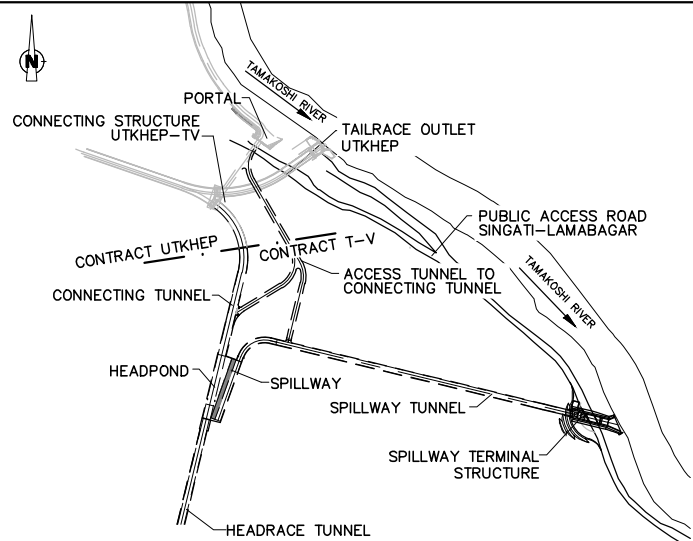 N
TAMAKOSHI RIVER
PORTAL
CONNECTING STRUCTURE
UTKHEP-TV
TAILRACE OUTLET
UTKHEP
PUBLIC ACCESS ROAD
SINGATI-LAMABAGAR
CONTRACT UTKHEP
CONTRACT T-V
TAMAKOSHI RIVER
ACCESS TUNNEL TO
CONNECTING TUNNEL
CONNECTING TUNNEL
HEADPOND
SPILLWAY
SPILLWAY TUNNEL
SPILLWAY TERMINAL
STRUCTURE
HEADRACE TUNNEL